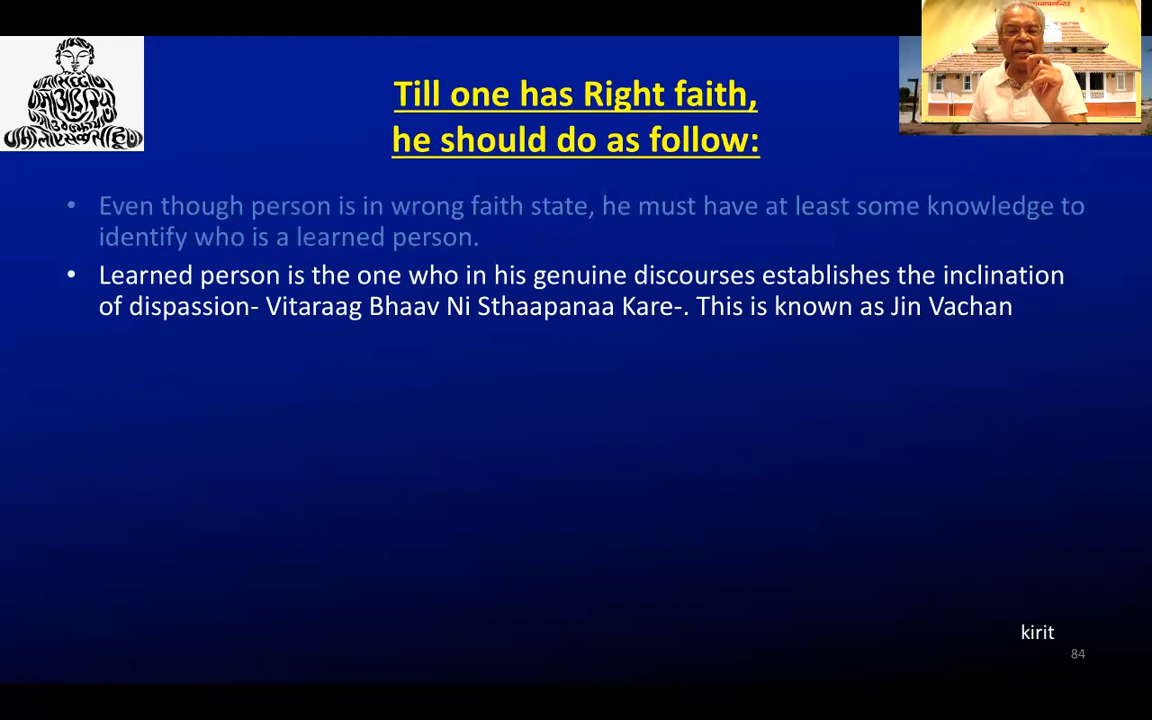 Till one has Right faith,
he should do as follow:
• Even though person is in wrong faith state, he must have at least some knowledge to
identify who is a learned person.
• Learned person is the one who in his genuine discourses establishes the inclination
of dispassion- Vitaraag Bhaav Ni Sthaapanaa Kare-. This is known as Jin Vachan
kirit
84